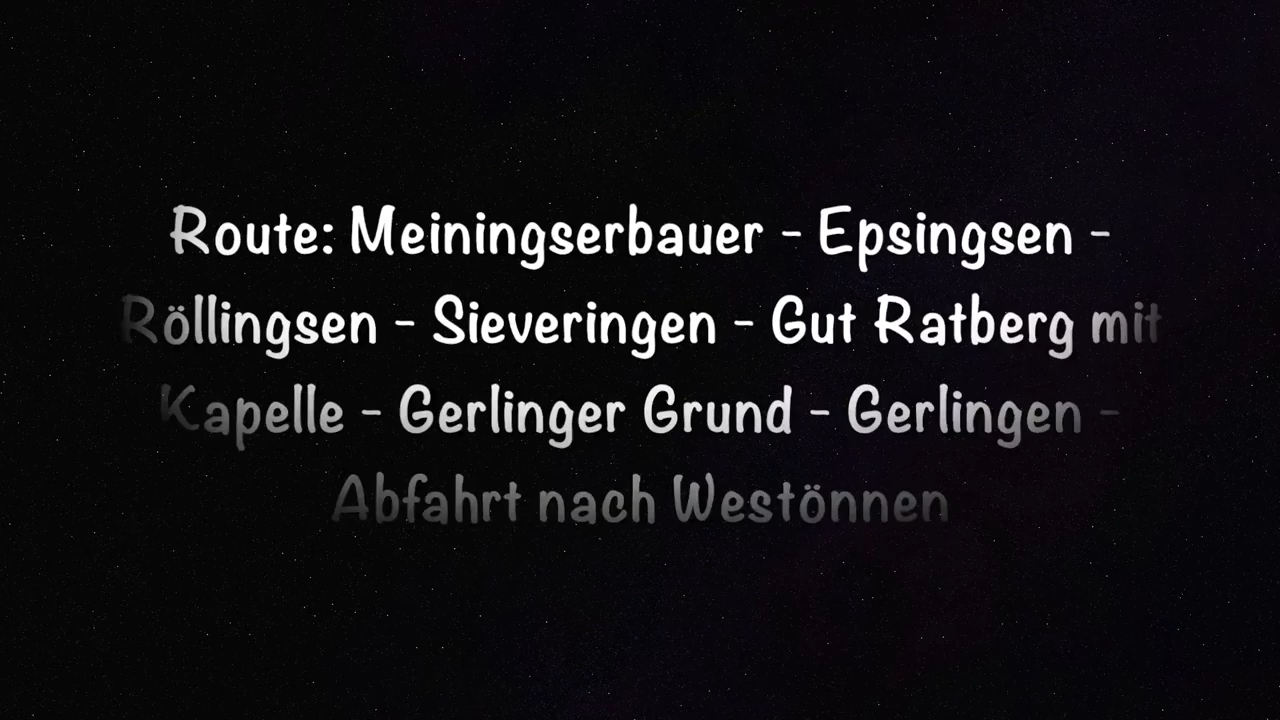 Route: Meiningserbauer - Epsingsen -
Röllingsen - Sieveringen - Gut Ratberg mit
Kapelle - Gerlinger Grund - Gerlingen -
Abfahrt nach Westönnen